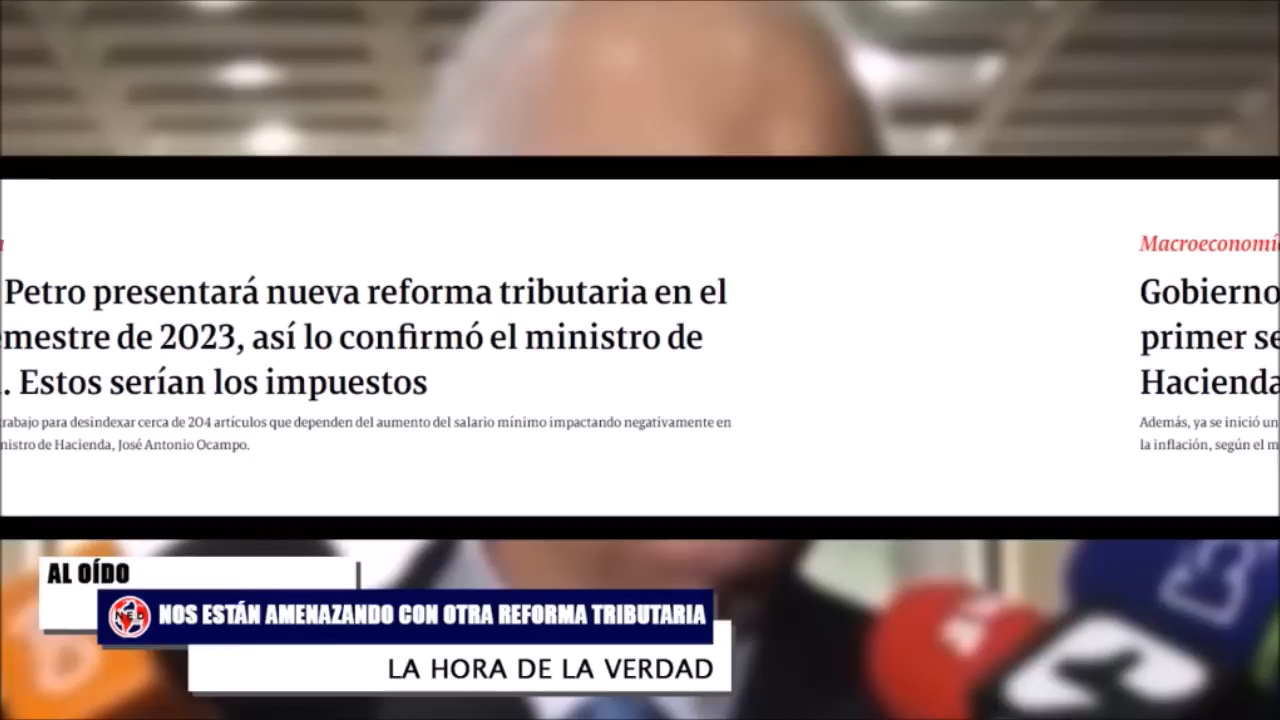 Petro presentará nueva reforma tributaria en el
mestre de 2023, así lo confirmó el ministro de
. Estos serían los impuestos
trabajo para desindexar cerca de 204 artículos que dependen del aumento del salario mínimo impactando negativamente en
nistro de Hacienda, José Antonio Ocampo.
Macroeconomí
Gobierno
primer se
Hacienda
Además, ya se inició un
la inflación, según el m
AL OÍDO
NOS ESTÁN AMENAZANDO CON OTRA REFORMA TRIBUTARIA
LA HORA DE LA VERDAD